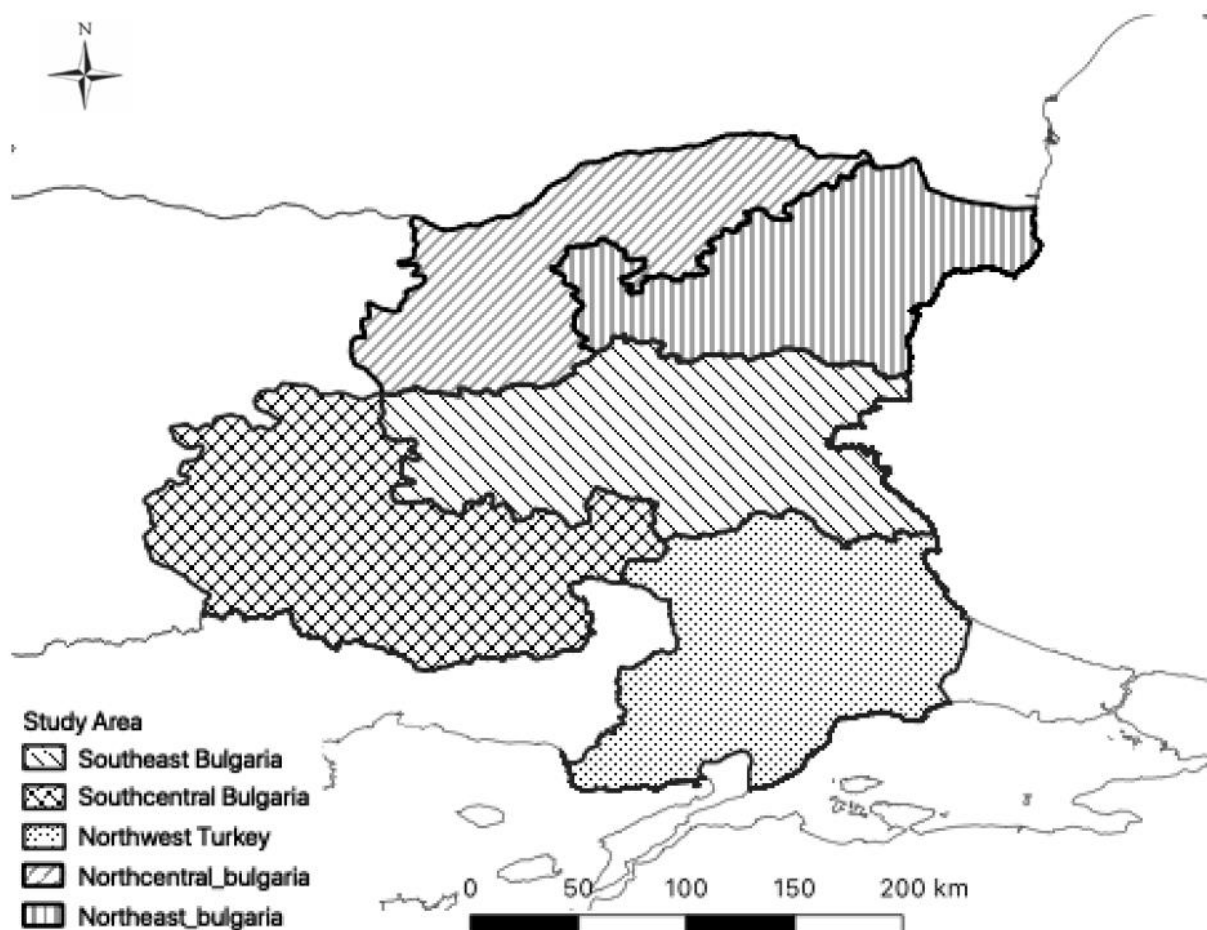 N
Study Area
Southeast Bulgaria
Southcentral Bulgaria
Northwest Turkey
Northcentral_bulgaria
Northeast_bulgaria
0 50 100 150 200 km